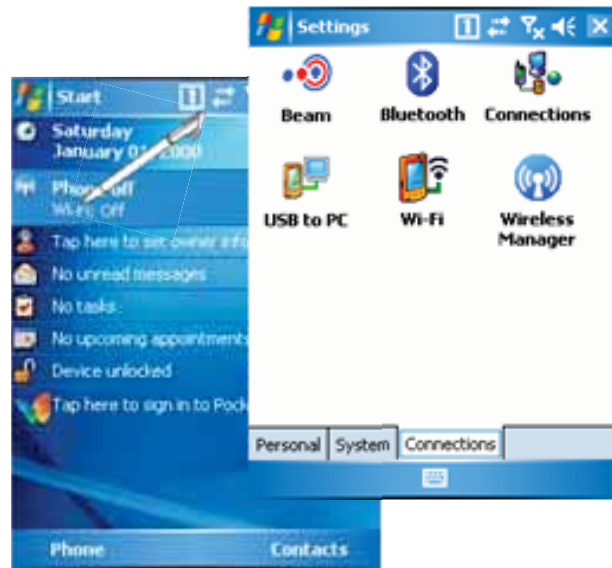 Settings
1
Beam
Bluetooth
Connections
USB to PC
Wi-Fi
Wireless
Manager
Personal
System
Connections
Start
1
Saturday
January 01, 2000
Phone off
Wi-Fi: Off
Tap here to set owner info
No unread messages
No tasks
No upcoming appointments
Device unlocked
Tap here to sign in to Pock
Phone
Contacts